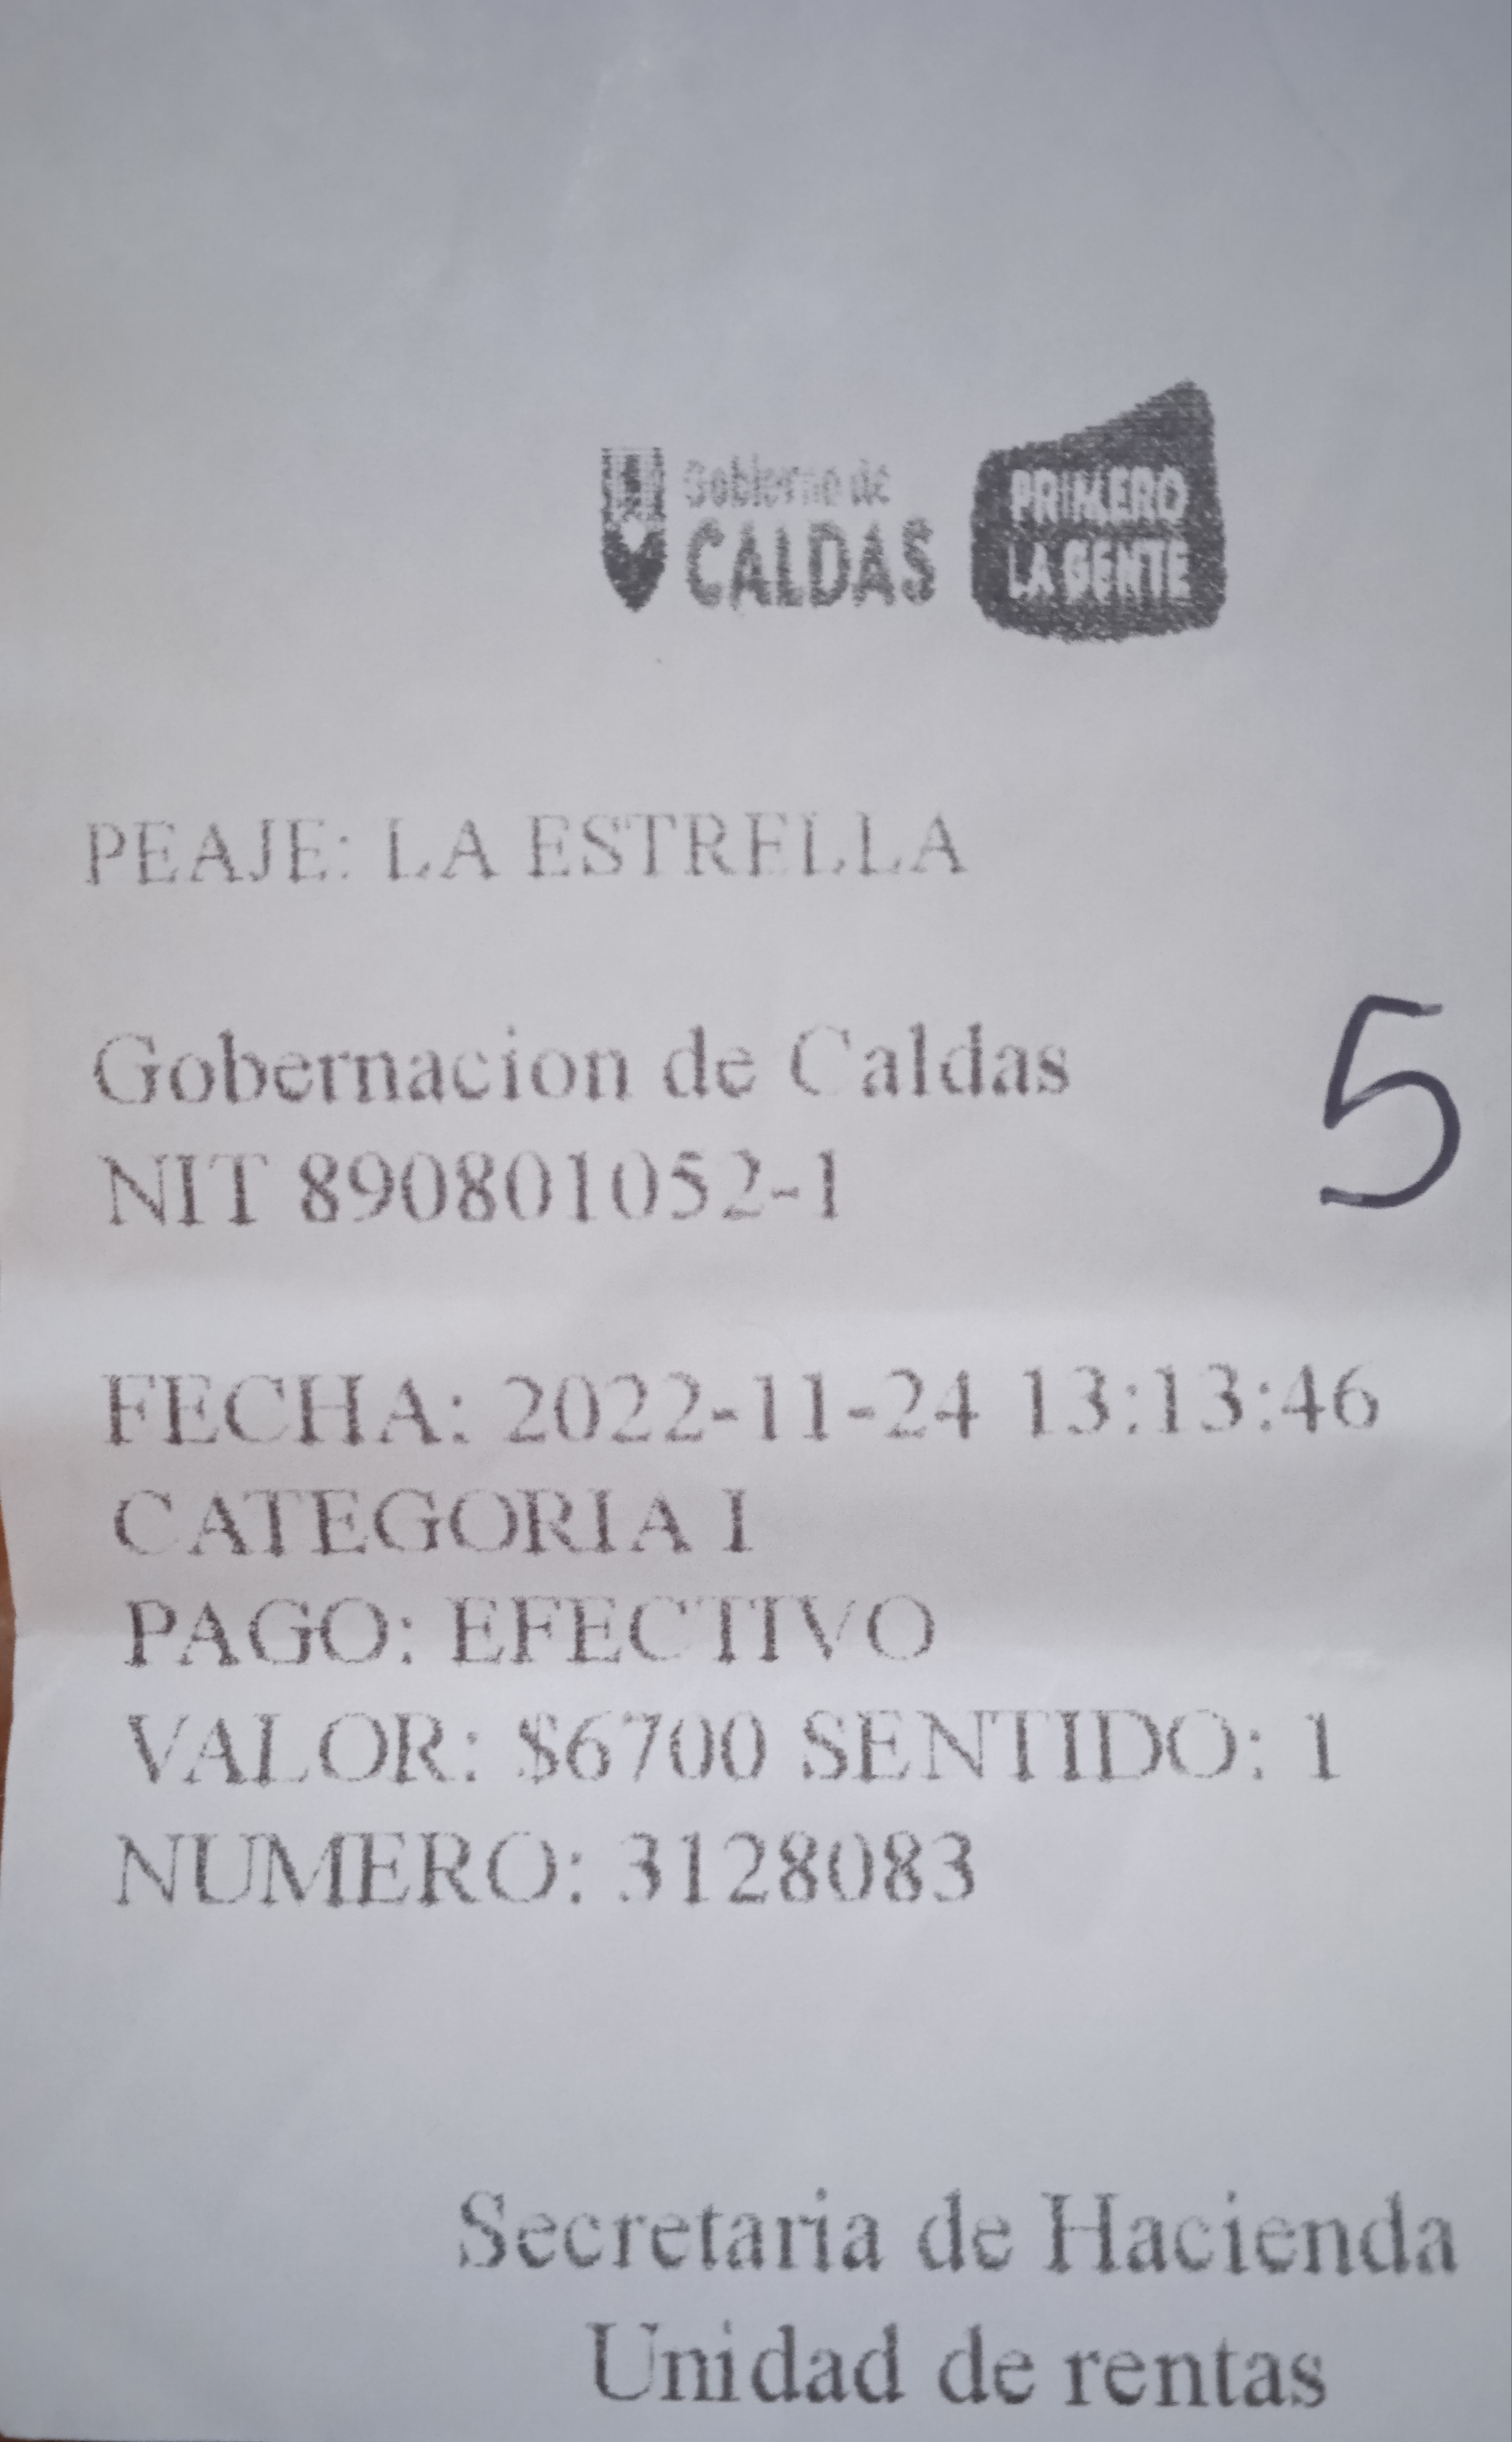 Gobierno de
CALDAS
PRIMERO
LA GENTE
PEAJE: LA ESTRELLA
Gobernacion de Caldas
NIT 890801052-1
5
FECHA: 2022-11-24 13:13:46
CATEGORIA I
PAGO: EFECTIVO
VALOR: $6700 SENTIDO: 1
NUMERO: 3128083
Secretaria de Hacienda
Unidad de rentas